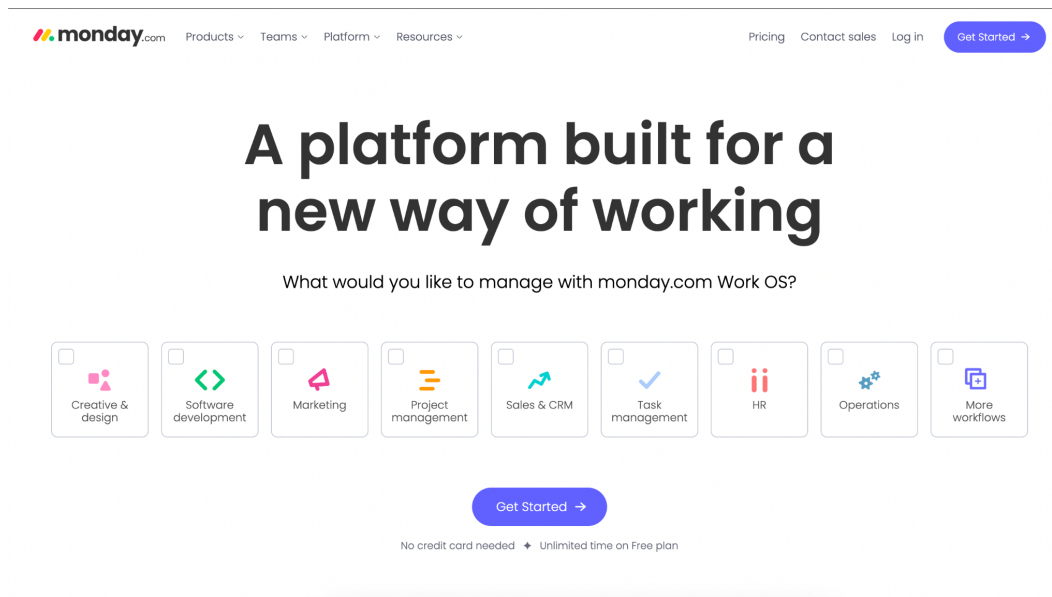 monday.com
Products
Teams
Platform
Resources
Pricing
Contact sales
Log in
Get Started →
A platform built for a
new way of working
What would you like to manage with monday.com Work OS?
Creative &
design
Software
development
Marketing
Project
management
Sales & CRM
Task
management
HR
Operations
More
workflows
Get Started →
No credit card needed ✦ Unlimited time on Free plan